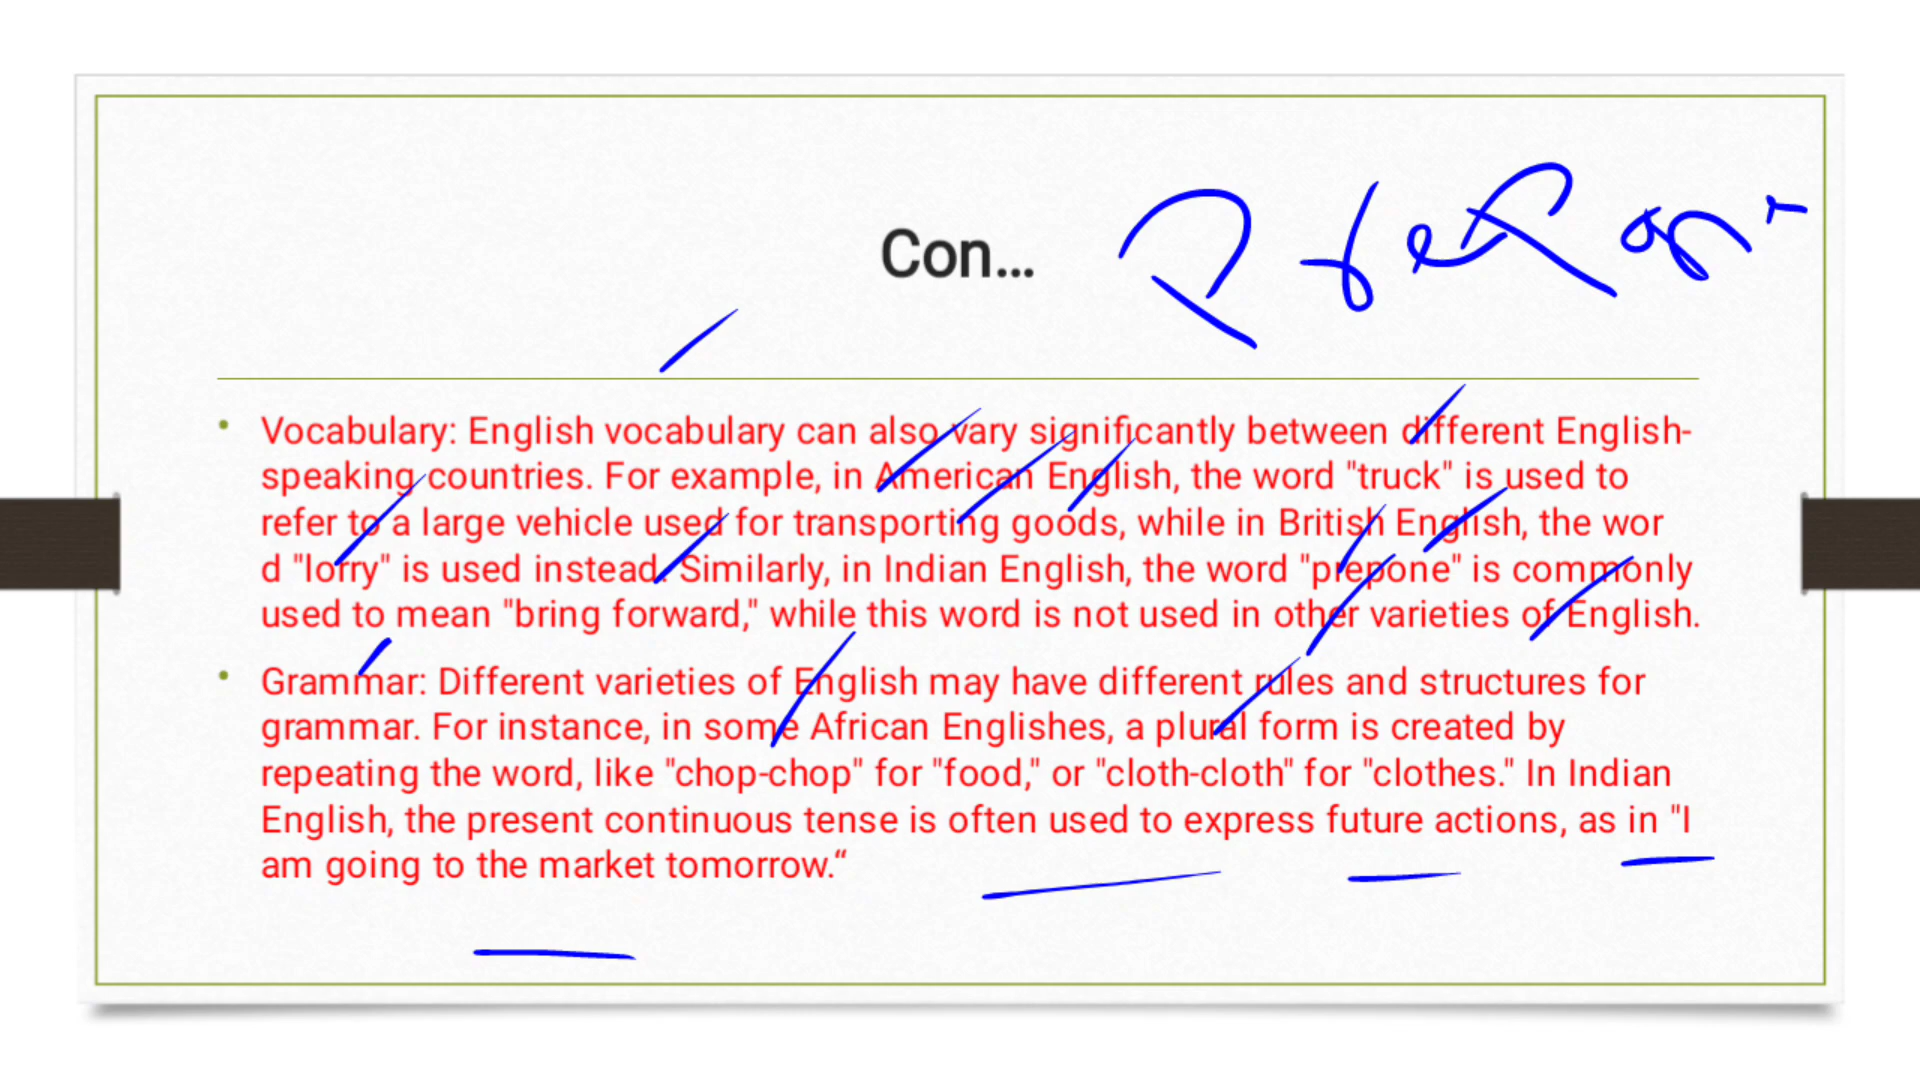 Con...
• Vocabulary: English vocabulary can also vary significantly between different English-
speaking countries. For example, in American English, the word "truck" is used to
refer to a large vehicle used for transporting goods, while in British English, the wor
d "lorry" is used instead. Similarly, in Indian English, the word "prepone" is commonly
used to mean "bring forward," while this word is not used in other varieties of English.
• Grammar: Different varieties of English may have different rules and structures for
grammar. For instance, in some African Englishes, a plural form is created by
repeating the word, like "chop-chop" for "food," or "cloth-cloth" for "clothes." In Indian
English, the present continuous tense is often used to express future actions, as in "I
am going to the market tomorrow.“